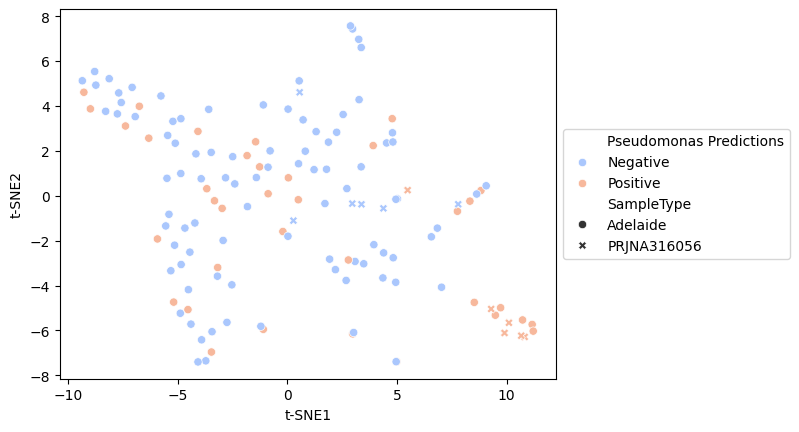 8
6
4
2
0
−2
−4
−6
−8
t-SNE2
−10
−5
0
5
10
t-SNE1
Pseudomonas Predictions
Negative
Positive
SampleType
Adelaide
PRJNA316056